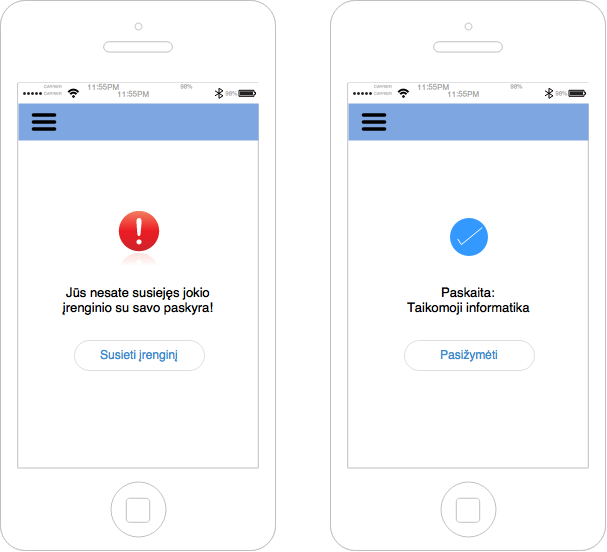 CARRIER
CARRIER
11:55PM
11:55PM
98%
98%
Jūs nesate susiejęs jokio
įrenginio su savo paskyra!
Susieti įrenginį
CARRIER
CARRIER
11:55PM
11:55PM
98%
98%
Paskaita:
Taikomoji informatika
Pasižymėti